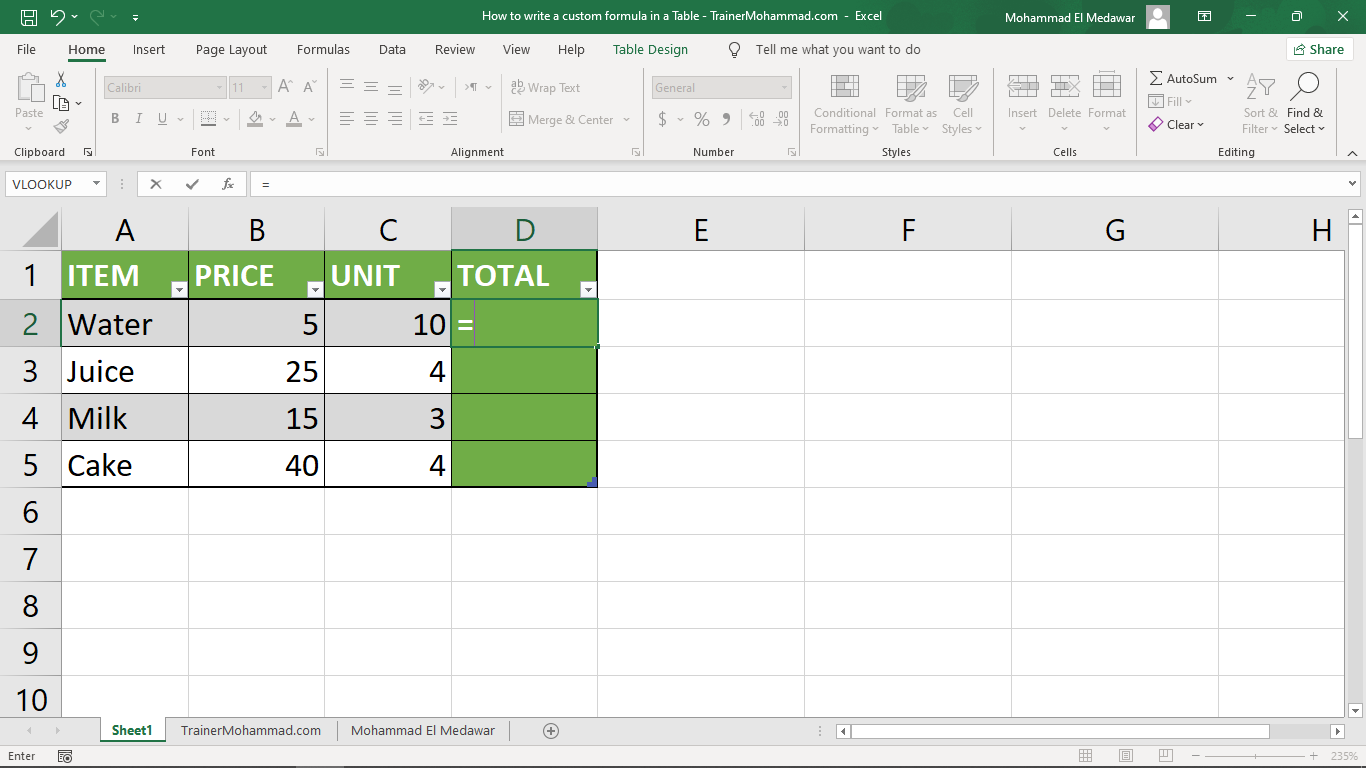 How to write a custom formula in a Table - TrainerMohammad.com - Excel
Mohammad El Medawar
File Home Insert Page Layout Formulas Data Review View Help Table Design Tell me what you want to do Share
Paste
Clipboard
Calibri 11
B I U A
Font
ab Wrap Text
Merge & Center
Alignment
General
$ % 9
Number
Conditional Formatting
Format as Table
Cell Styles
Styles
Insert Delete Format
Cells
AutoSum
Fill
Clear
Sort & Filter
Find & Select
Editing
VLOOKUP fx =
A B C D E F G H
1 ITEM PRICE UNIT TOTAL
2 Water 5 10 =
3 Juice 25 4
4 Milk 15 3
5 Cake 40 4
6
7
8
9
10
Sheet1 TrainerMohammad.com Mohammad El Medawar
Enter
235%